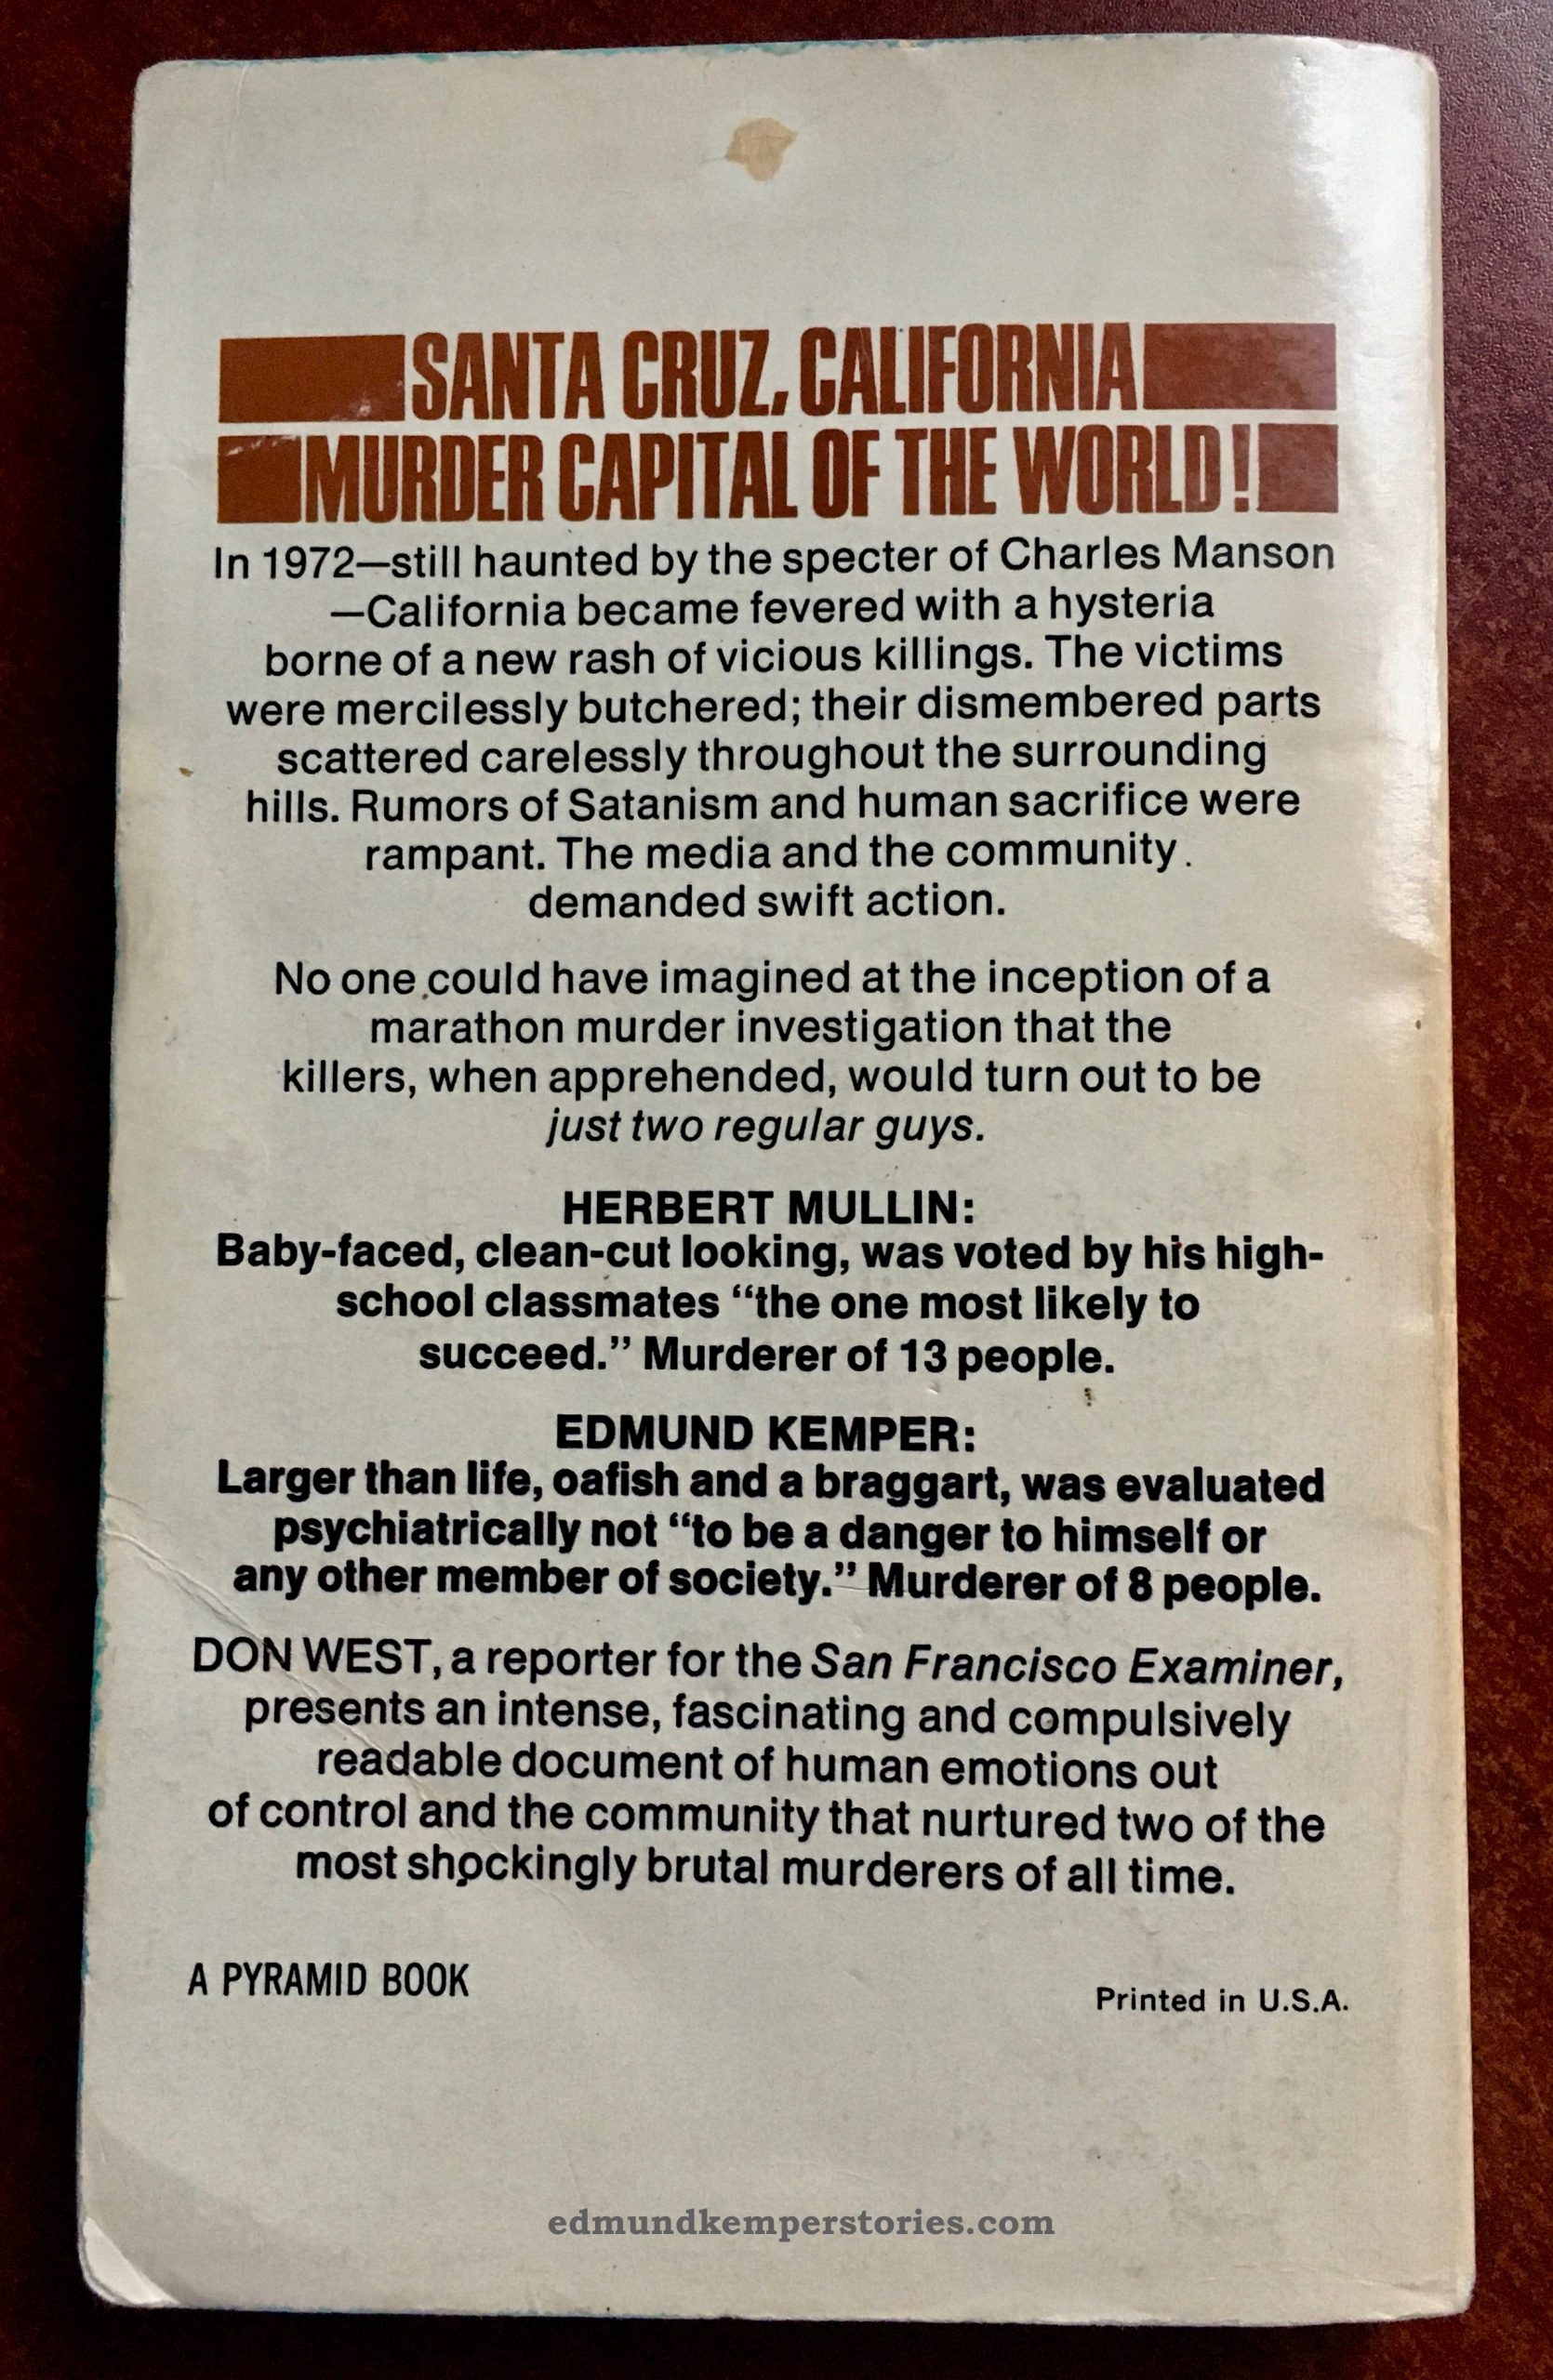 SANTA CRUZ, CALIFORNIA
MURDER CAPITAL OF THE WORLD!
In 1972—still haunted by the specter of Charles Manson
—California became fevered with a hysteria
borne of a new rash of vicious killings. The victims
were mercilessly butchered; their dismembered parts
scattered carelessly throughout the surrounding
hills. Rumors of Satanism and human sacrifice were
rampant. The media and the community
demanded swift action.
No one could have imagined at the inception of a
marathon murder investigation that the
killers, when apprehended, would turn out to be
just two regular guys.
HERBERT MULLIN:
Baby-faced, clean-cut looking, was voted by his high-
school classmates “the one most likely to
succeed.” Murderer of 13 people.
EDMUND KEMPER:
Larger than life, oafish and a braggart, was evaluated
psychiatrically not “to be a danger to himself or
any other member of society.” Murderer of 8 people.
DON WEST, a reporter for the San Francisco Examiner,
presents an intense, fascinating and compulsively
readable document of human emotions out
of control and the community that nurtured two of the
most shockingly brutal murderers of all time.
A PYRAMID BOOK
Printed in U.S.A.
edmundkemperstories.com